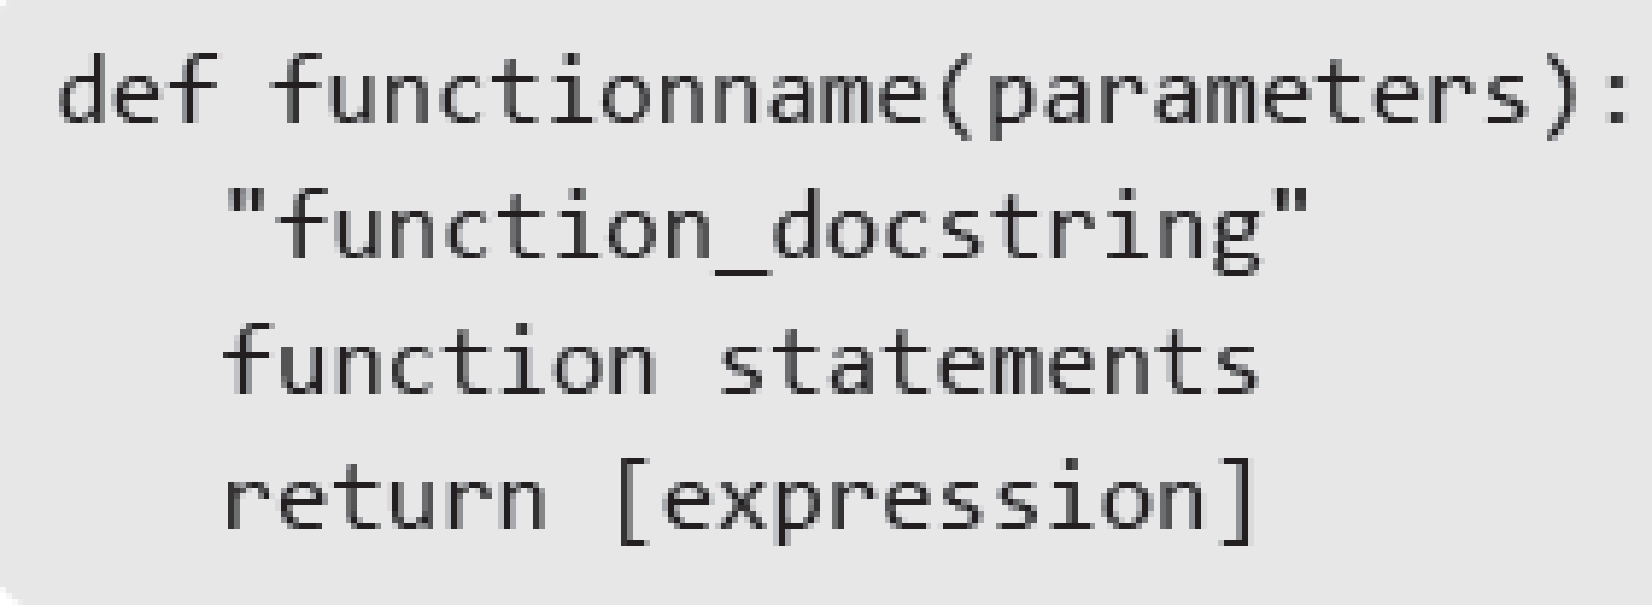 def functionname(parameters):
   "function_docstring"
   function statements
   return [expression]